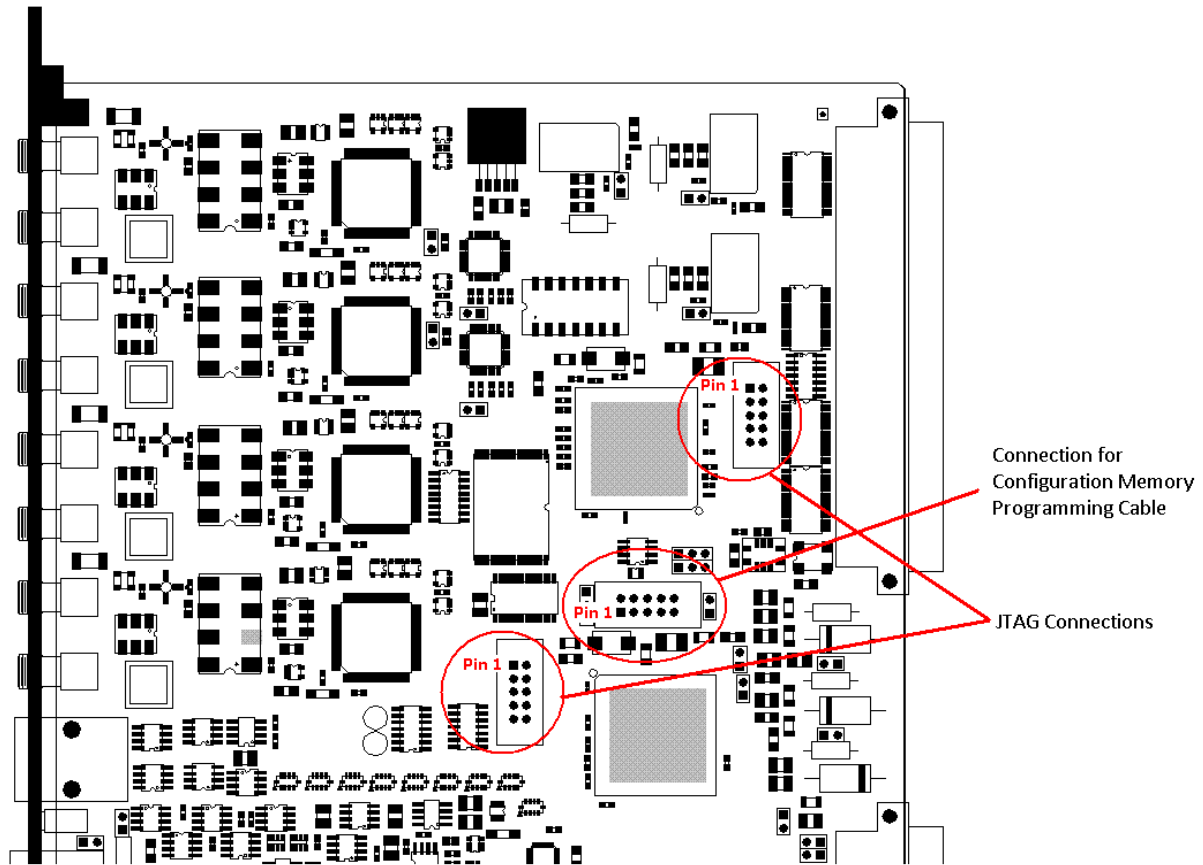 Pin 1
Connection for
Configuration Memory
Programming Cable
Pin 1
JTAG Connections
Pin 1